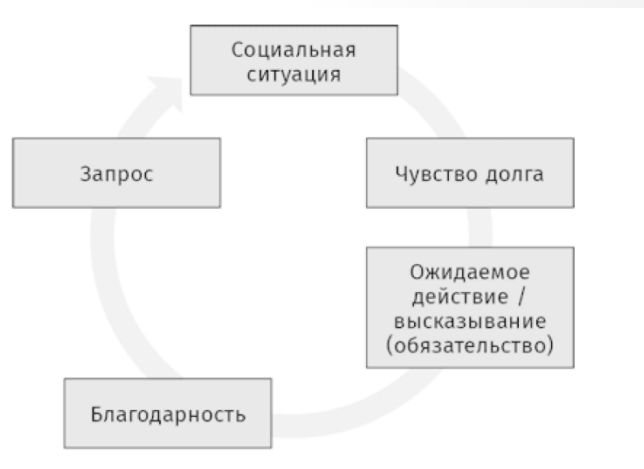 Социальная
ситуация
Запрос
Чувство долга
Ожидаемое
действие /
высказывание
(обязательство)
Благодарность